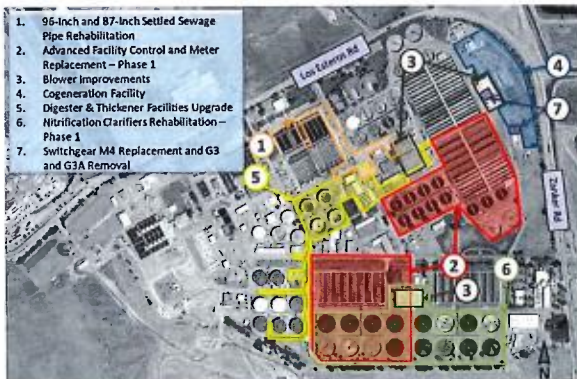 1. 96-Inch and 87-Inch Settled Sewage
Pipe Rehabilitation
2. Advanced Facility Control and Meter
Replacement – Phase 1
3. Blower Improvements
4. Cogeneration Facility
5. Digester & Thickener Facilities Upgrade
6. Nitrification Clarifiers Rehabilitation –
Phase 1
7. Switchgear M4 Replacement and G3
and G3A Removal
Los Esteros Rd
Zanker Rd
3
4
7
1
5
2
6
3
N